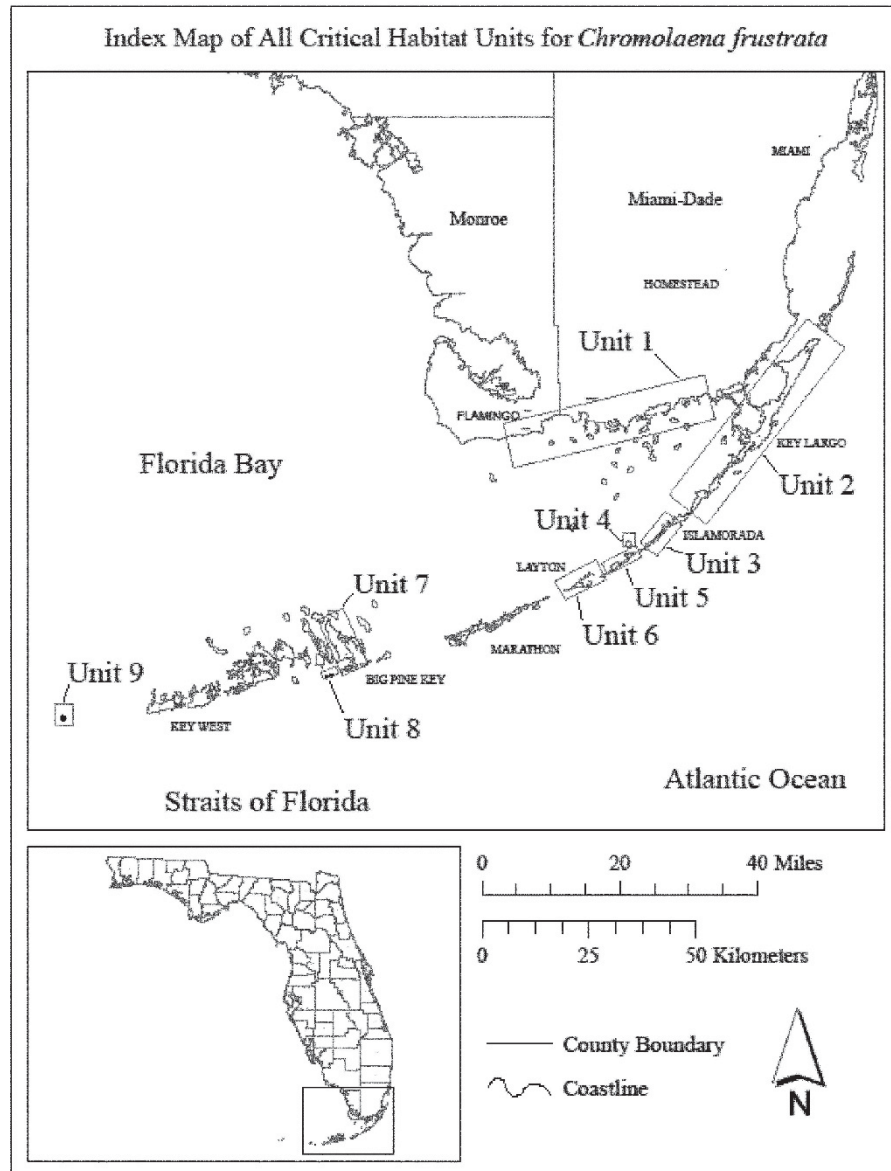 Index Map of All Critical Habitat Units for Chromolaena frustrata
MIAMI
Monroe
Miami-Dade
HOMESTEAD
Unit 1
FLAMINGO
KEY LARGO
Florida Bay
Unit 2
Unit 4
ISLAMORADA
Unit 3
LAYTON
Unit 5
Unit 7
Unit 6
MARATHON
Unit 9
BIG PINE KEY
KEY WEST
Unit 8
Atlantic Ocean
Straits of Florida
0 20 40 Miles
0 25 50 Kilometers
County Boundary
Coastline
N